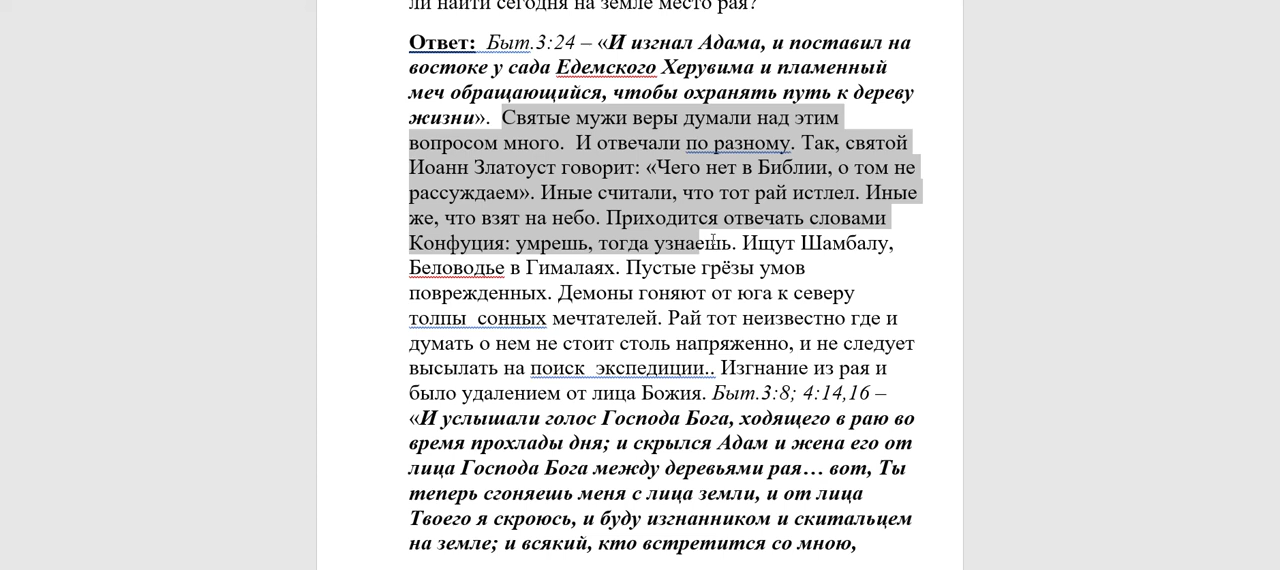 ли найти сегодня на земле место рая?
Ответ:  Быт.3:24 – «И изгнал Адама, и поставил на
востоке у сада Едемского Херувима и пламенный
меч обращающийся, чтобы охранять путь к дереву
жизни».  Святые мужи веры думали над этим
вопросом много.  И отвечали по разному. Так, святой
Иоанн Златоуст говорит: «Чего нет в Библии, о том не
рассуждаем». Иные считали, что тот рай истлел. Иные
же, что взят на небо. Приходится отвечать словами
Конфуция: умрешь, тогда узнаешь. Ищут Шамбалу,
Беловодье в Гималаях. Пустые грёзы умов
поврежденных. Демоны гоняют от юга к северу
толпы  сонных мечтателей. Рай тот неизвестно где и
думать о нем не стоит столь напряженно, и не следует
высылать на поиск  экспедиции.. Изгнание из рая и
было удалением от лица Божия. Быт.3:8; 4:14,16 –
«И услышали голос Господа Бога, ходящего в раю во
время прохлады дня; и скрылся Адам и жена его от
лица Господа Бога между деревьями рая… вот, Ты
теперь сгоняешь меня с лица земли, и от лица
Твоего я скроюсь, и буду изгнанником и скитальцем
на земле; и всякий, кто встретится со мною,